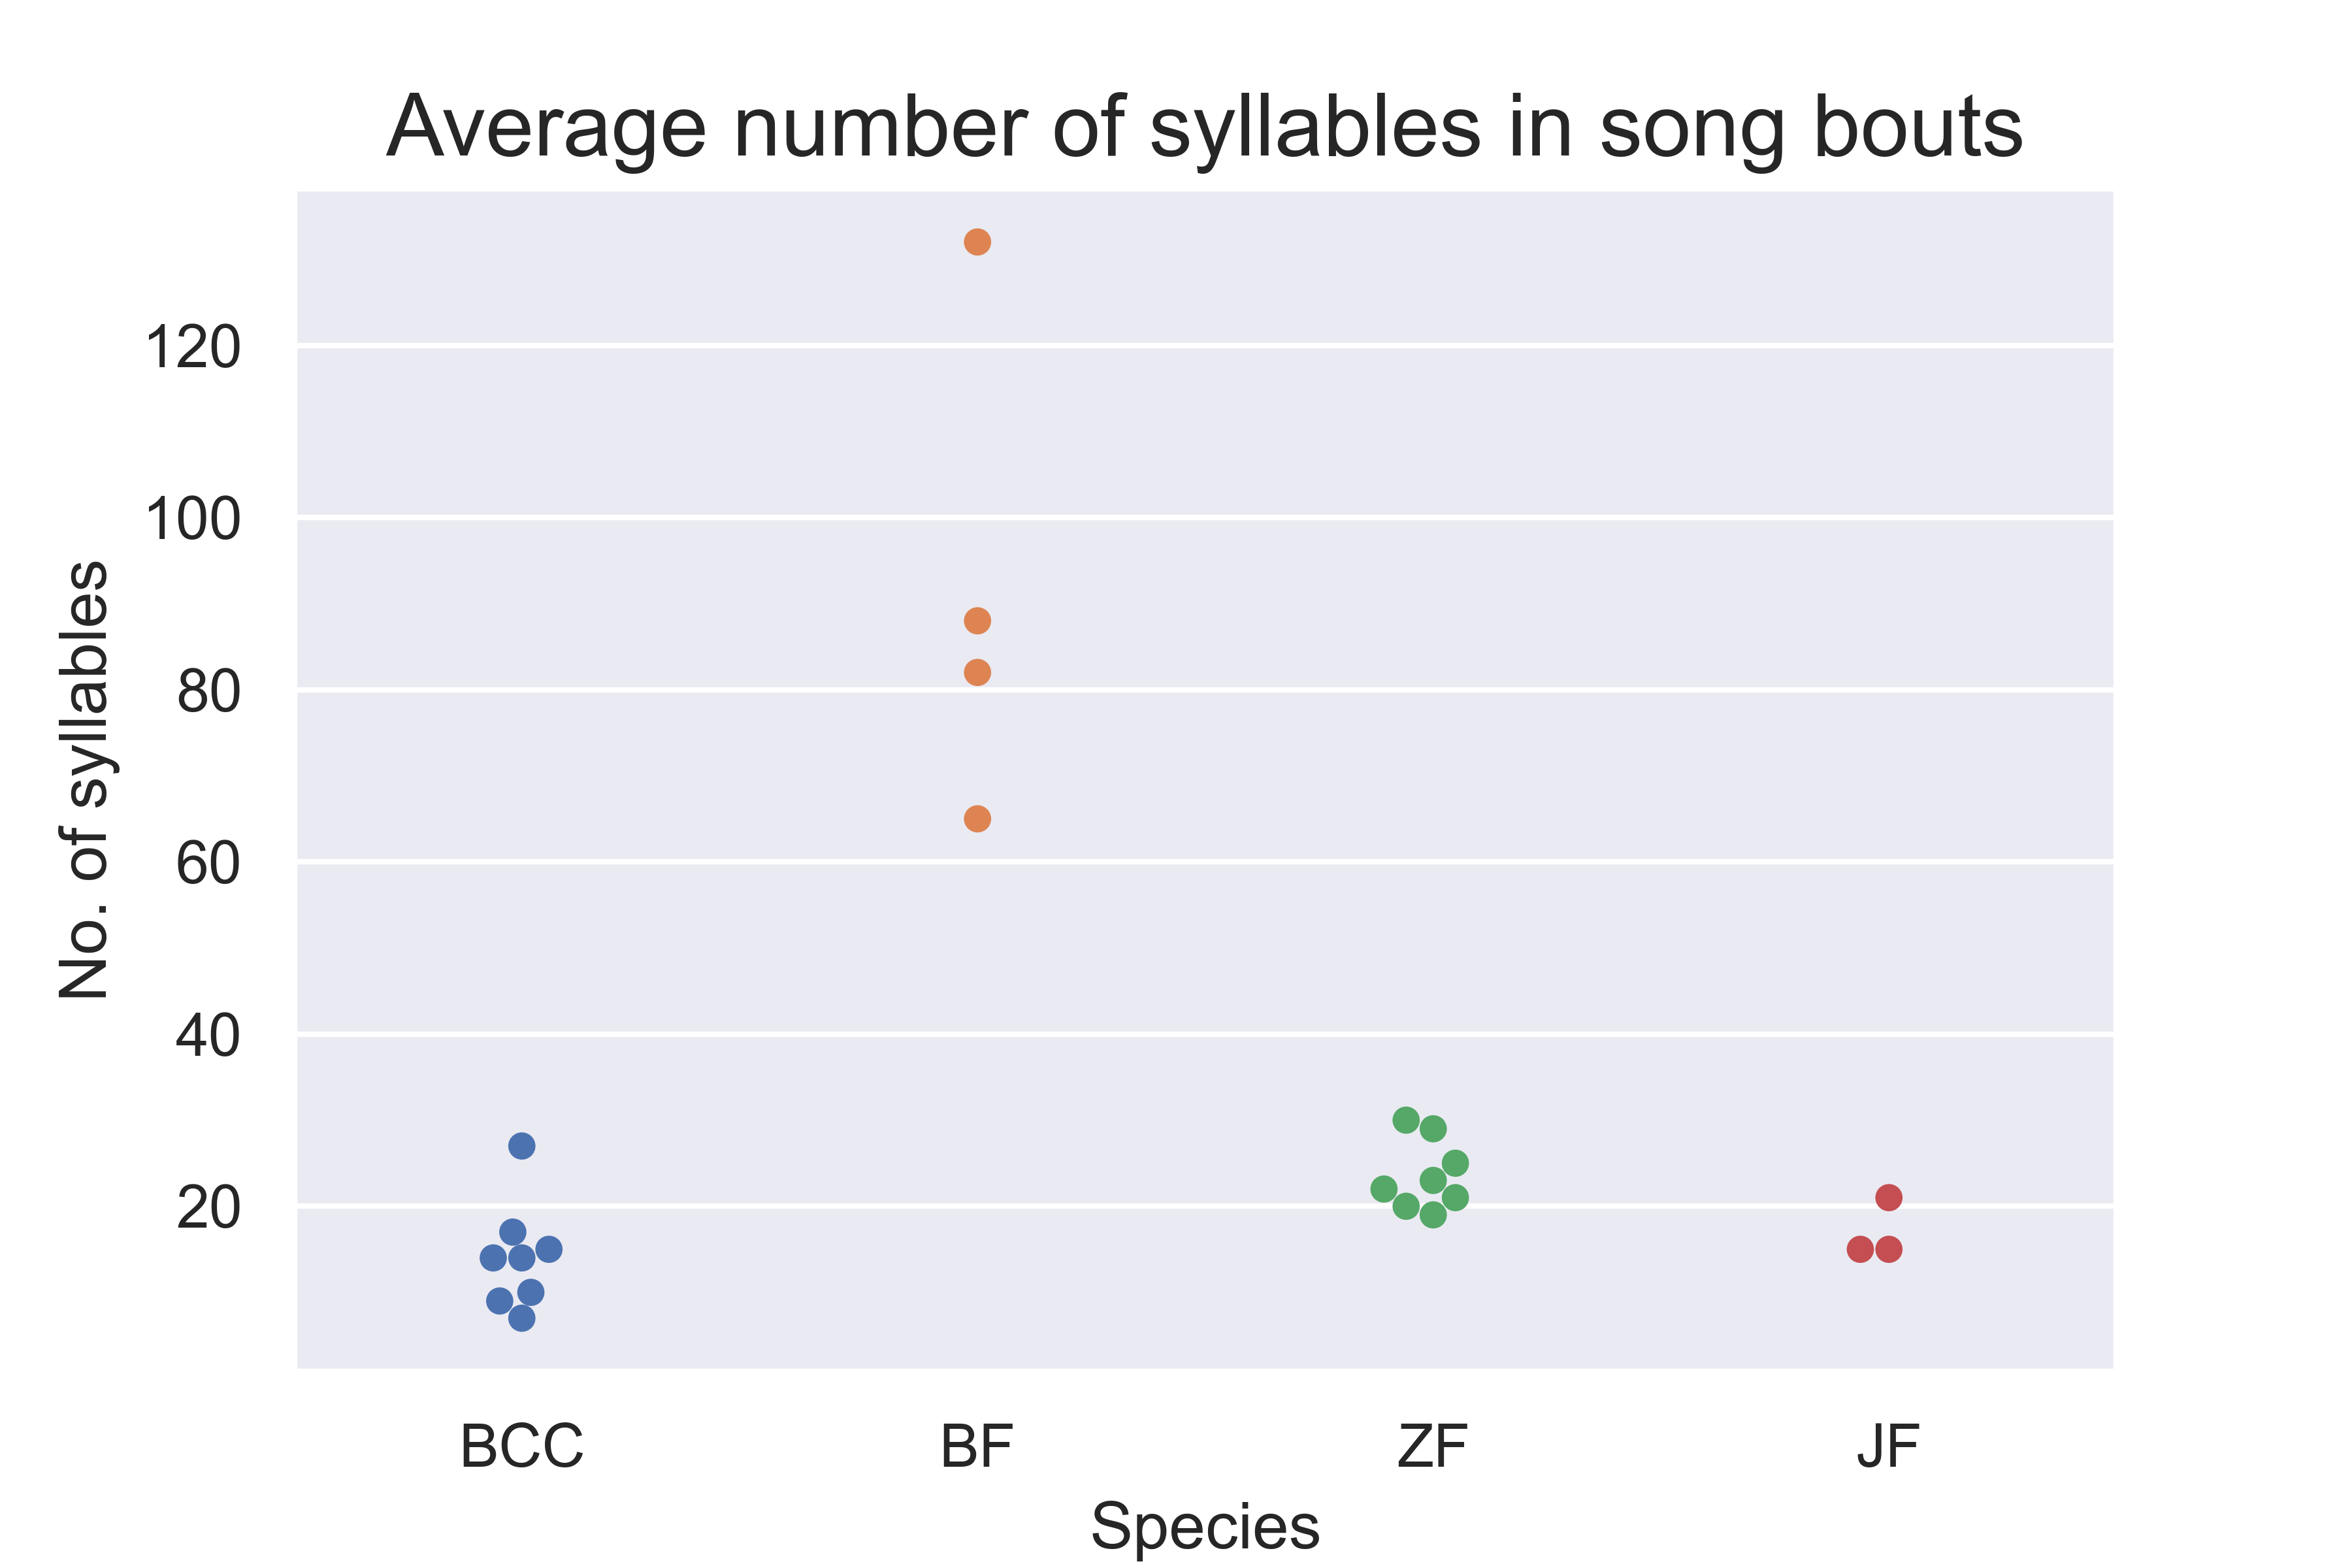 Average number of syllables in song bouts
No. of syllables
120
100
80
60
40
20
BCC BF ZF JF
Species